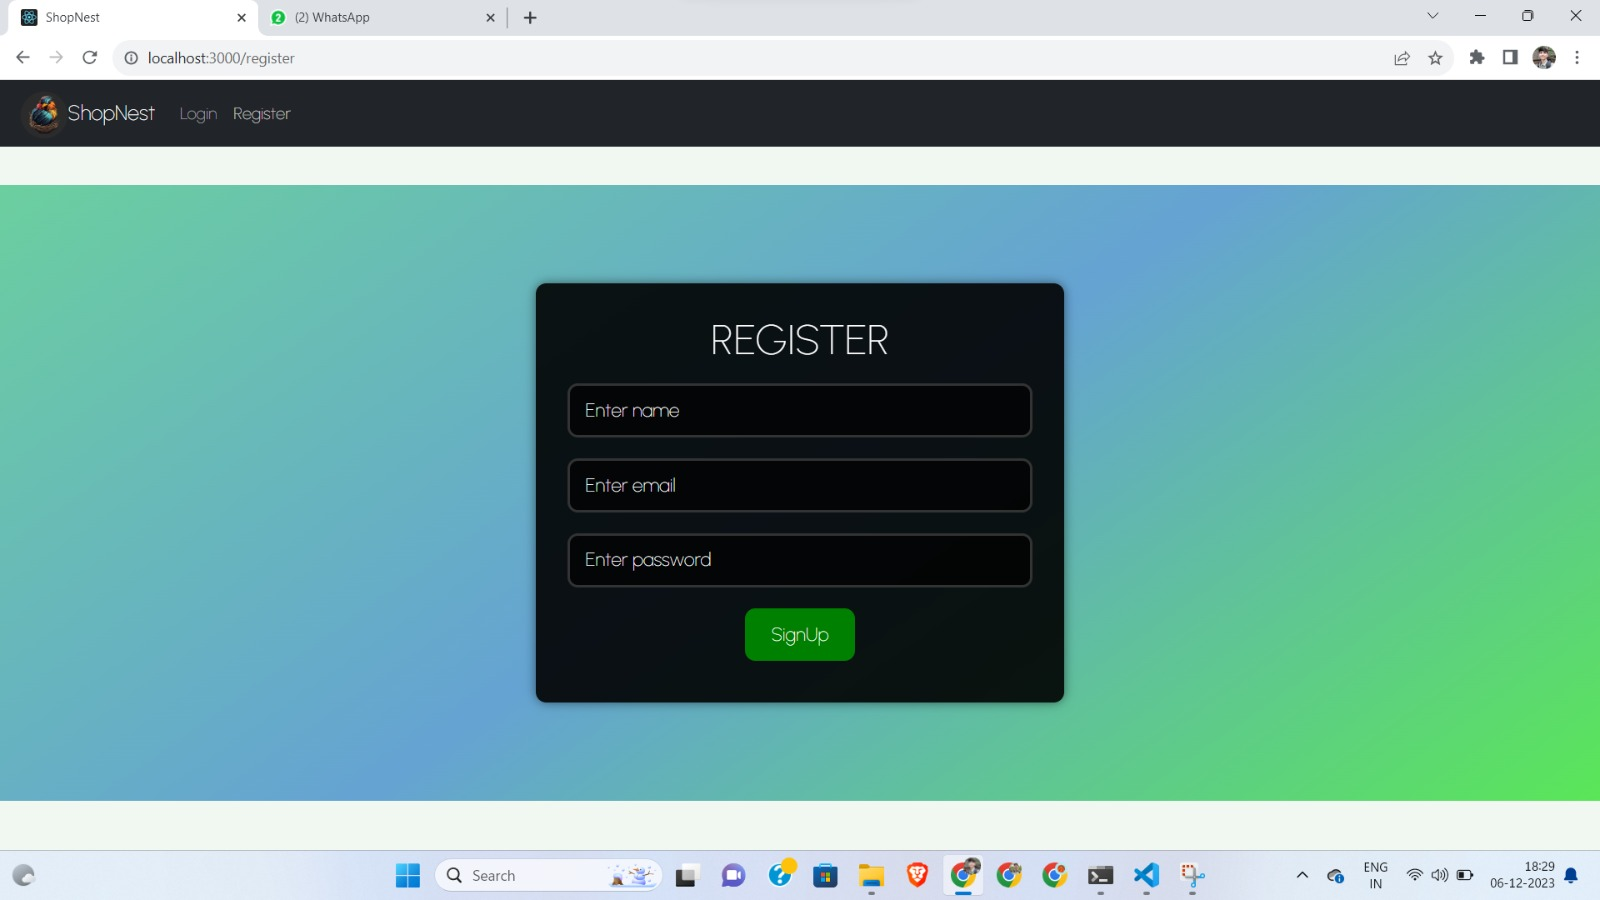 ShopNest
(2) WhatsApp
localhost:3000/register
ShopNest
Login
Register
REGISTER
Enter name
Enter email
Enter password
SignUp
Search
ENG
IN
18:29
06-12-2023